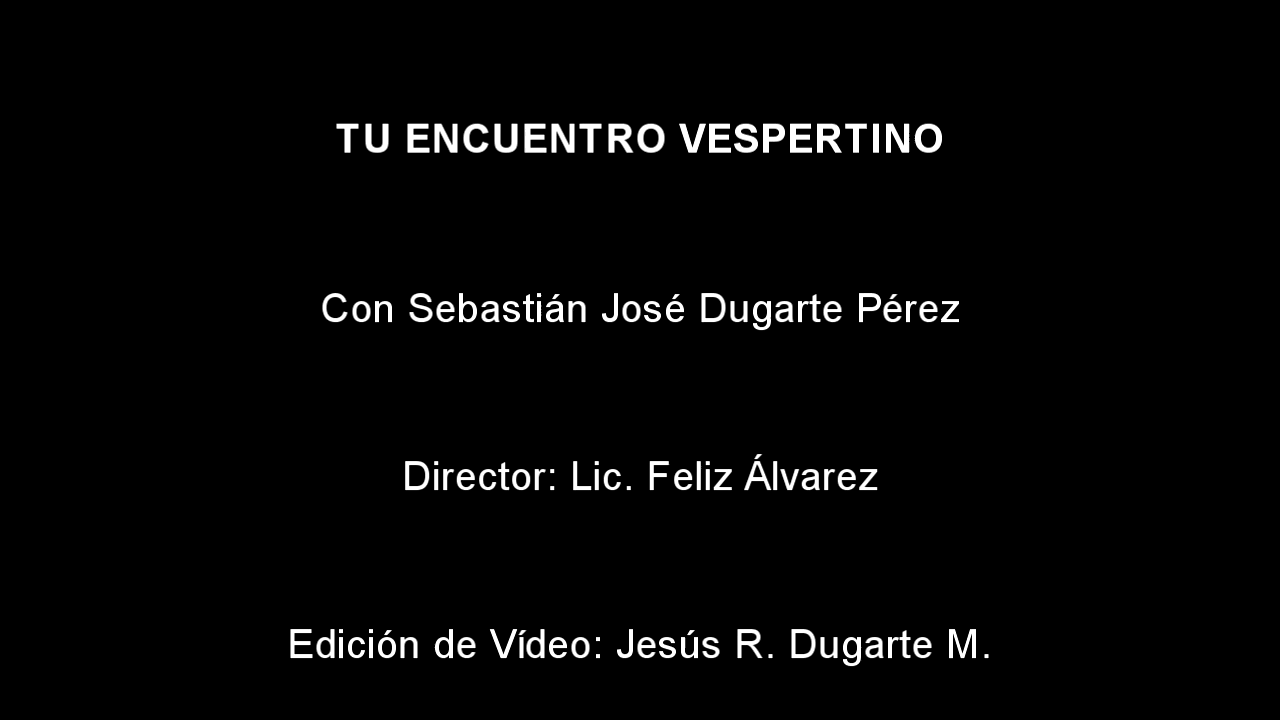 TU ENCUENTRO VESPERTINO
Con Sebastián José Dugarte Pérez
Director: Lic. Feliz Álvarez
Edición de Vídeo: Jesús R. Dugarte M.